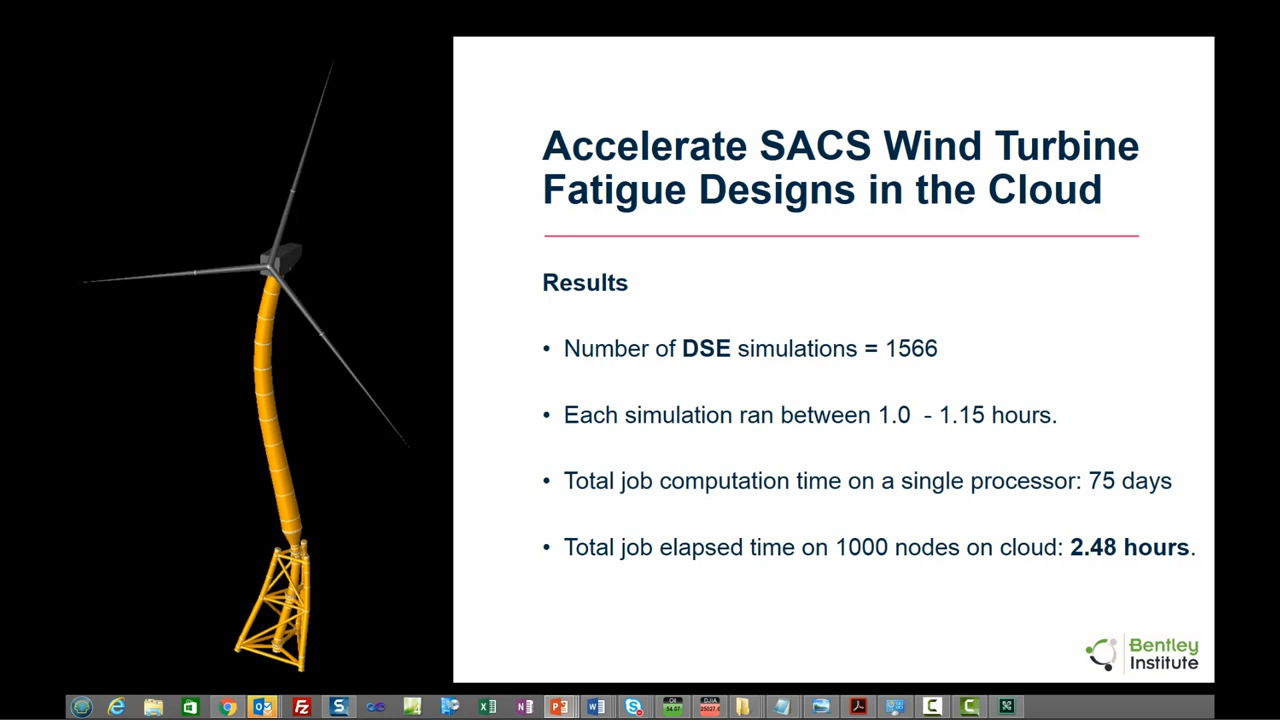 Accelerate SACS Wind Turbine
Fatigue Designs in the Cloud
Results
• Number of DSE simulations = 1566
• Each simulation ran between 1.0 - 1.15 hours.
• Total job computation time on a single processor: 75 days
• Total job elapsed time on 1000 nodes on cloud: 2.48 hours.
Bentley
Institute